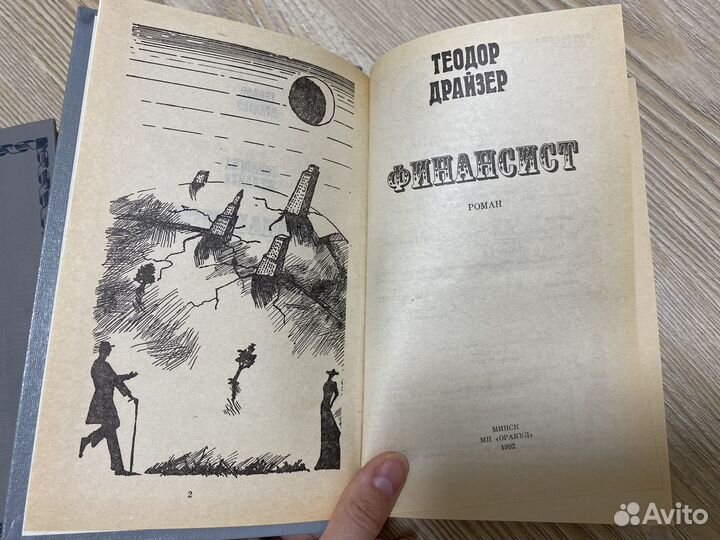 2
ТЕОДОР
ДРАЙЗЕР
ФИНАНСИСТ
РОМАН
МИНСК
МП «ОРАКУЛ»
1992
Avito